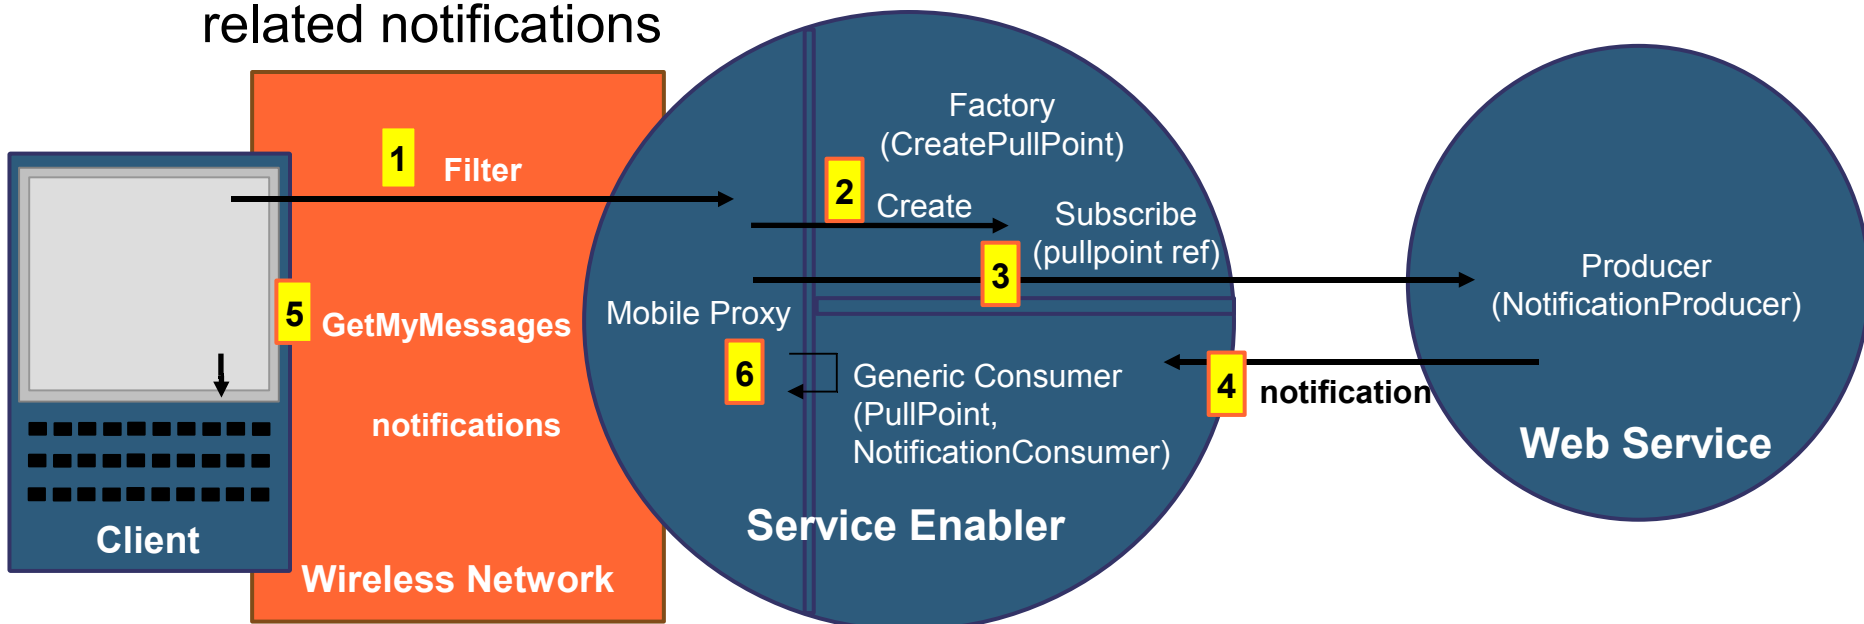 related notifications
1
Filter
Factory
(CreatePullPoint)
2
Create
Subscribe
(pullpoint ref)
3
Producer
(NotificationProducer)
5
GetMyMessages
Mobile Proxy
6
Generic Consumer
(PullPoint,
NotificationConsumer)
4
notification
notifications
Web Service
Client
Service Enabler
Wireless Network